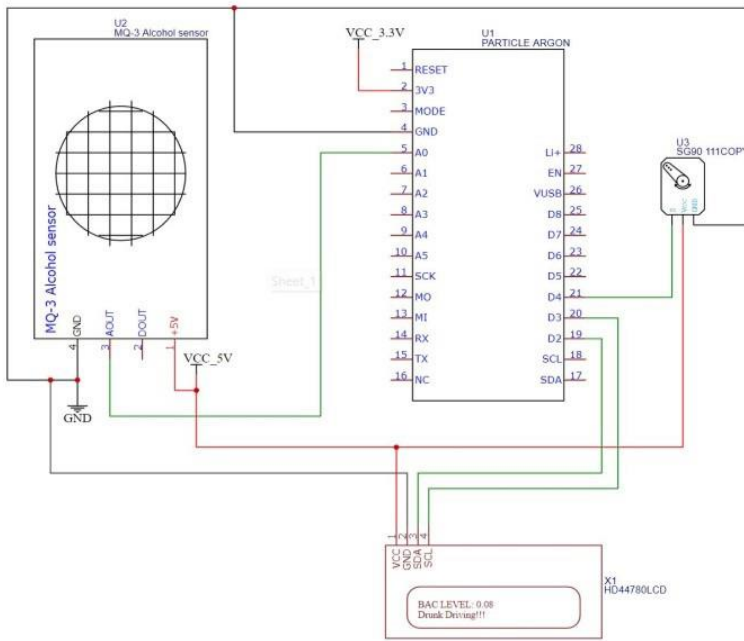 U2
MQ-3 Alcohol sensor
MQ-3 Alcohol sensor
GND
AOUT
DOUT
+5V
4
3
2
1
GND
VCC_5V
VCC_3.3V
U1
PARTICLE ARGON
1 RESET
2 3V3
3 MODE
4 GND
5 A0
6 A1
7 A2
8 A3
9 A4
10 A5
11 SCK
12 MO
13 MI
14 RX
15 TX
16 NC
LI+ 28
EN 27
VUSB 26
D8 25
D7 24
D6 23
D5 22
D4 21
D3 20
D2 19
SCL 18
SDA 17
Sheet_1
U3
SG90 111COPY
VCC
GND
1
2
3
4
VCC
GND
SDA
SCL
X1
HD44780LCD
BAC LEVEL: 0.08
Drunk Driving!!!